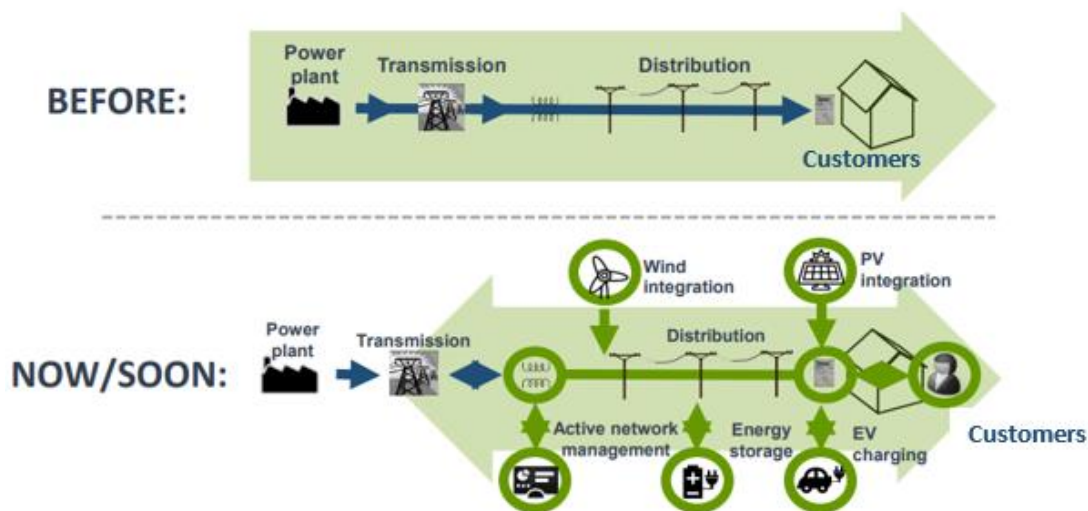 BEFORE:
Power
plant
Transmission
Distribution
Customers
NOW/SOON:
Power
plant
Transmission
Wind
integration
PV
integration
Distribution
Active network
management
Energy
storage
EV
charging
Customers